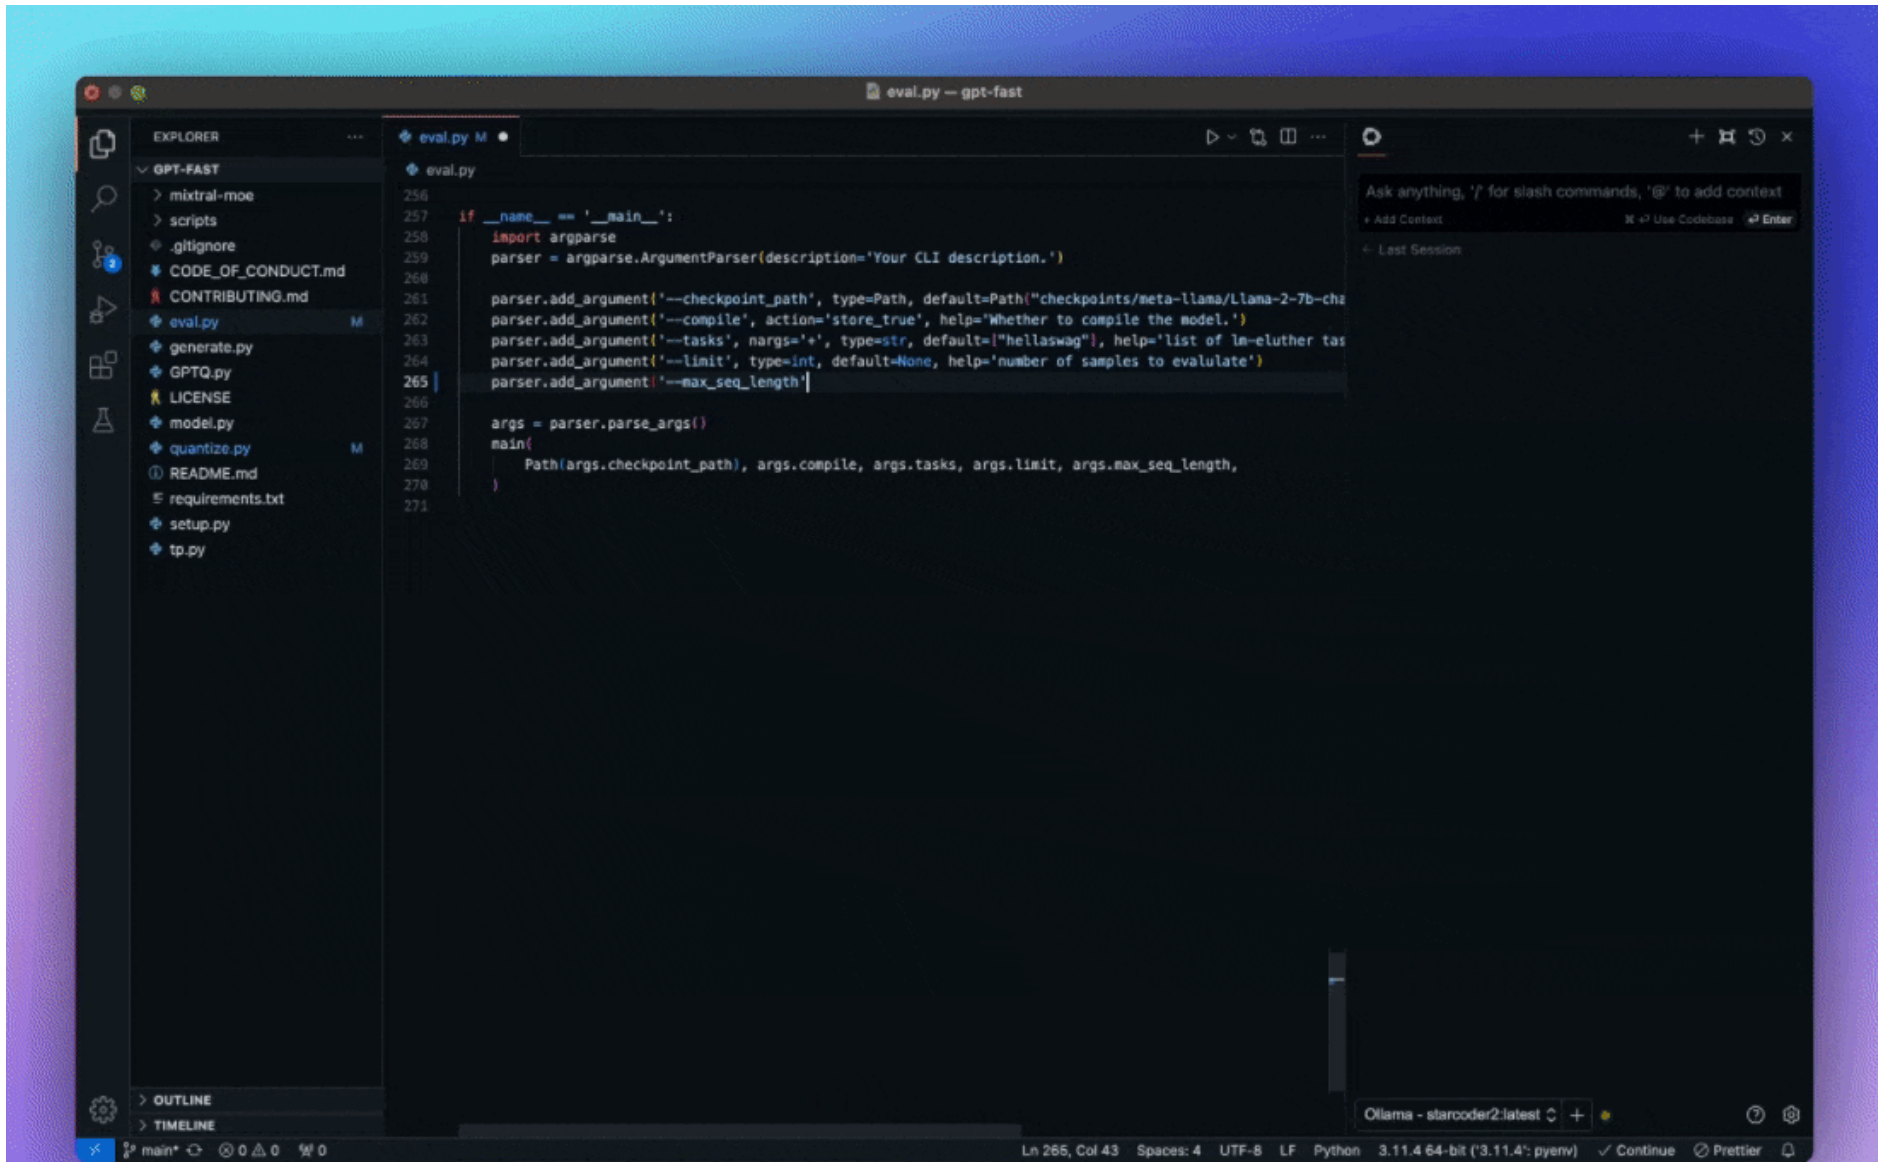 eval.py — gpt-fast
EXPLORER
GPT-FAST
mixtral-moe
scripts
.gitignore
CODE_OF_CONDUCT.md
CONTRIBUTING.md
eval.py M
generate.py
GPTQ.py
LICENSE
model.py
quantize.py M
README.md
requirements.txt
setup.py
tp.py
OUTLINE
TIMELINE
2
eval.py M
eval.py
256
257 if __name__ == '__main__':
258 import argparse
259 parser = argparse.ArgumentParser(description='Your CLI description.')
260
261 parser.add_argument('--checkpoint_path', type=Path, default=Path("checkpoints/meta-llama/Llama-2-7b-cha
262 parser.add_argument('--compile', action='store_true', help='Whether to compile the model.')
263 parser.add_argument('--tasks', nargs='+', type=str, default=["hellaswag"], help='list of lm-eluther tas
264 parser.add_argument('--limit', type=int, default=None, help='number of samples to evalulate')
265 parser.add_argument('--max_seq_length'
266
267 args = parser.parse_args()
268 main(
269 Path(args.checkpoint_path), args.compile, args.tasks, args.limit, args.max_seq_length,
270 )
271
Ask anything, '/' for slash commands, '@' to add context
+ Add Context ⌘ ⏎ Use Codebase ⏎ Enter
← Last Session
Ollama - starcoder2:latest
main* 0 0 0 Ln 265, Col 43 Spaces: 4 UTF-8 LF Python 3.11.4 64-bit ('3.11.4': pyenv) ✓ Continue Prettier